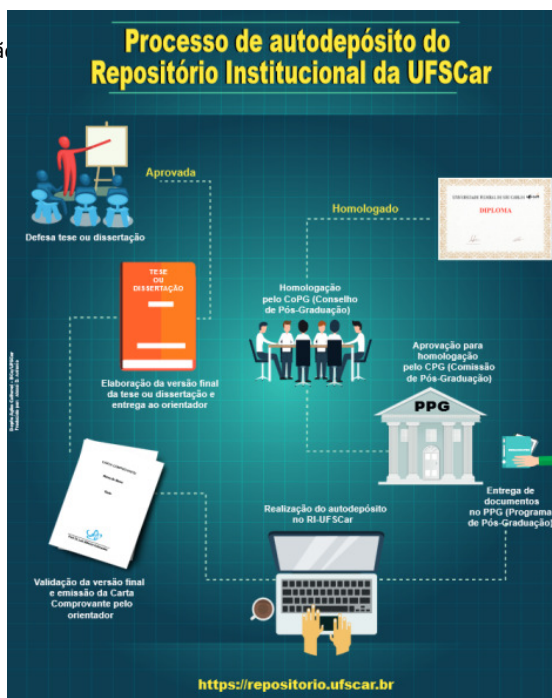 Processo de autodepósito do
Repositório Institucional da UFSCar
Aprovada
Defesa tese ou dissertação
Homologado
DIPLOMA
TESE
OU
DISSERTAÇÃO
Elaboração da versão final
da tese ou dissertação e
entrega ao orientador
Homologação
pelo CoPG (Conselho
de Pós-Graduação)
Aprovação para
homologação
pelo CPG (Comissão
de Pós-Graduação)
PPG
Entrega de
documentos
no PPG (Programa
de Pós-Graduação)
Realização do autodepósito
no RI-UFSCar
Validação da versão final
e emissão da Carta
Comprovante pelo
orientador
https://repositorio.ufscar.br